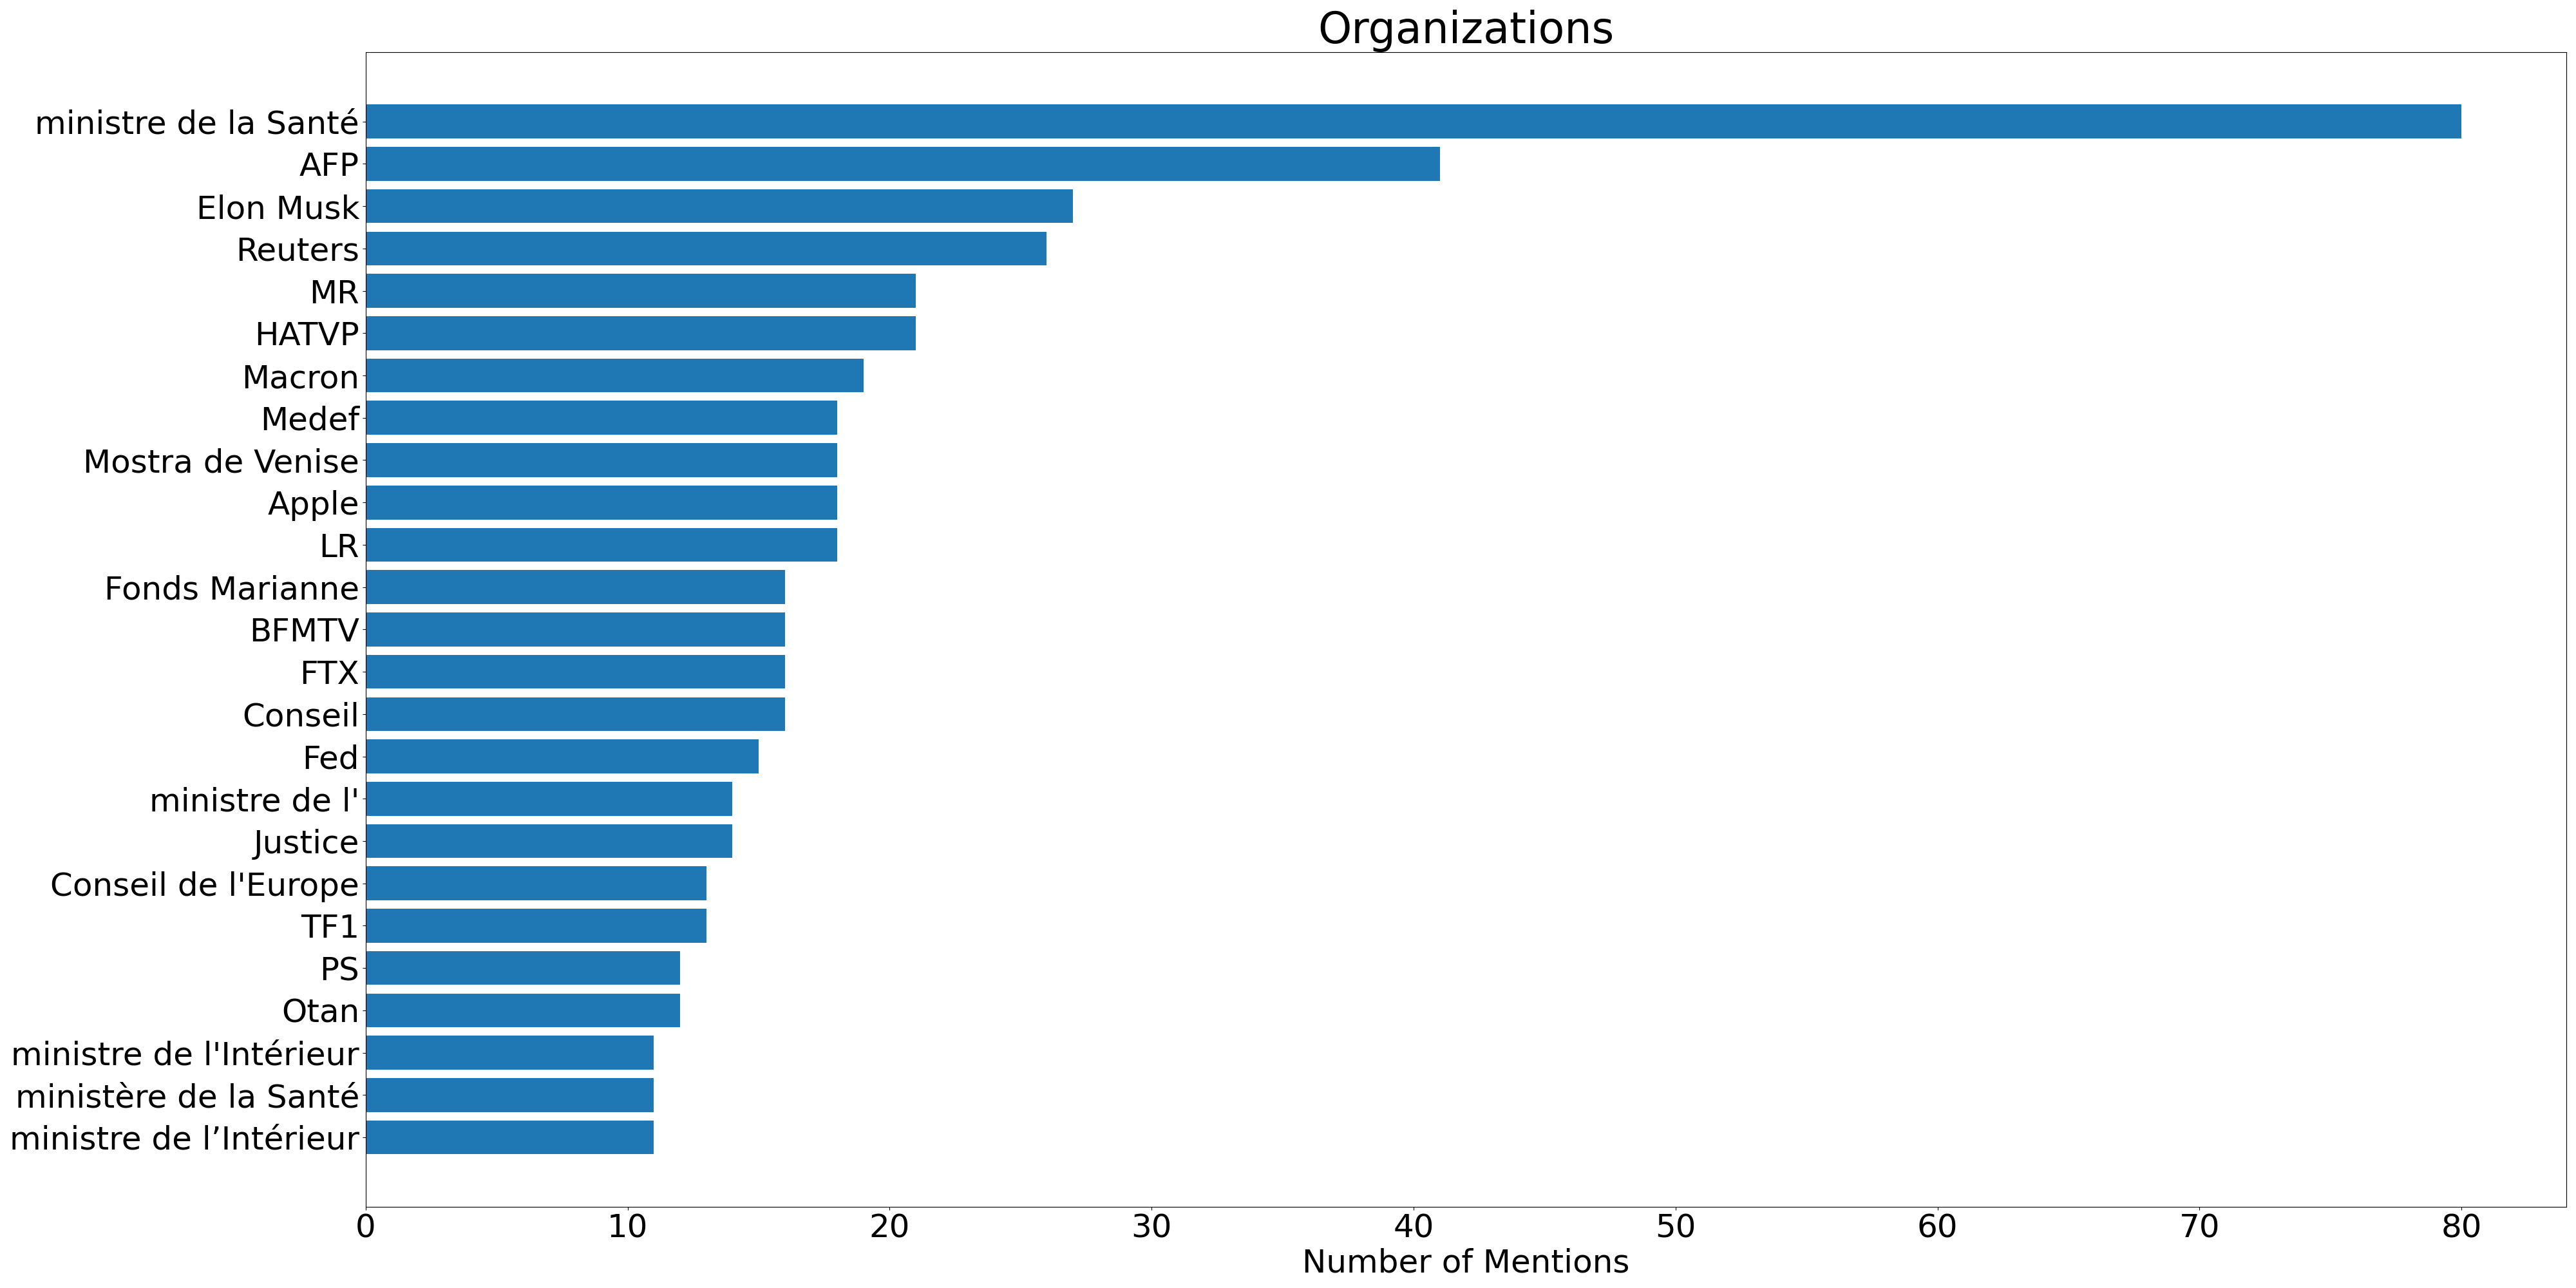 Organizations
ministre de la Santé
AFP
Elon Musk
Reuters
MR
HATVP
Macron
Medef
Mostra de Venise
Apple
LR
Fonds Marianne
BFMTV
FTX
Conseil
Fed
ministre de l'
Justice
Conseil de l'Europe
TF1
PS
Otan
ministre de l'Intérieur
ministère de la Santé
ministre de l’Intérieur
0 10 20 30 40 50 60 70 80
Number of Mentions